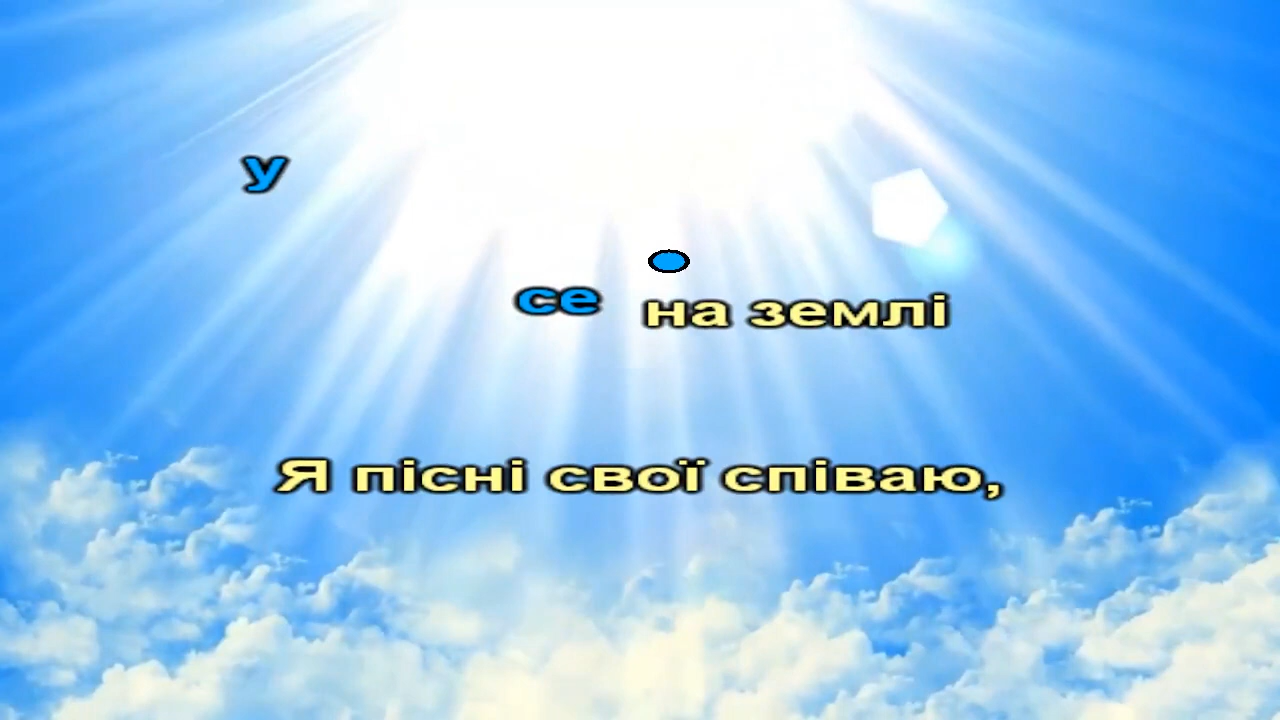 у
се на землі
Я пісні свої співаю,